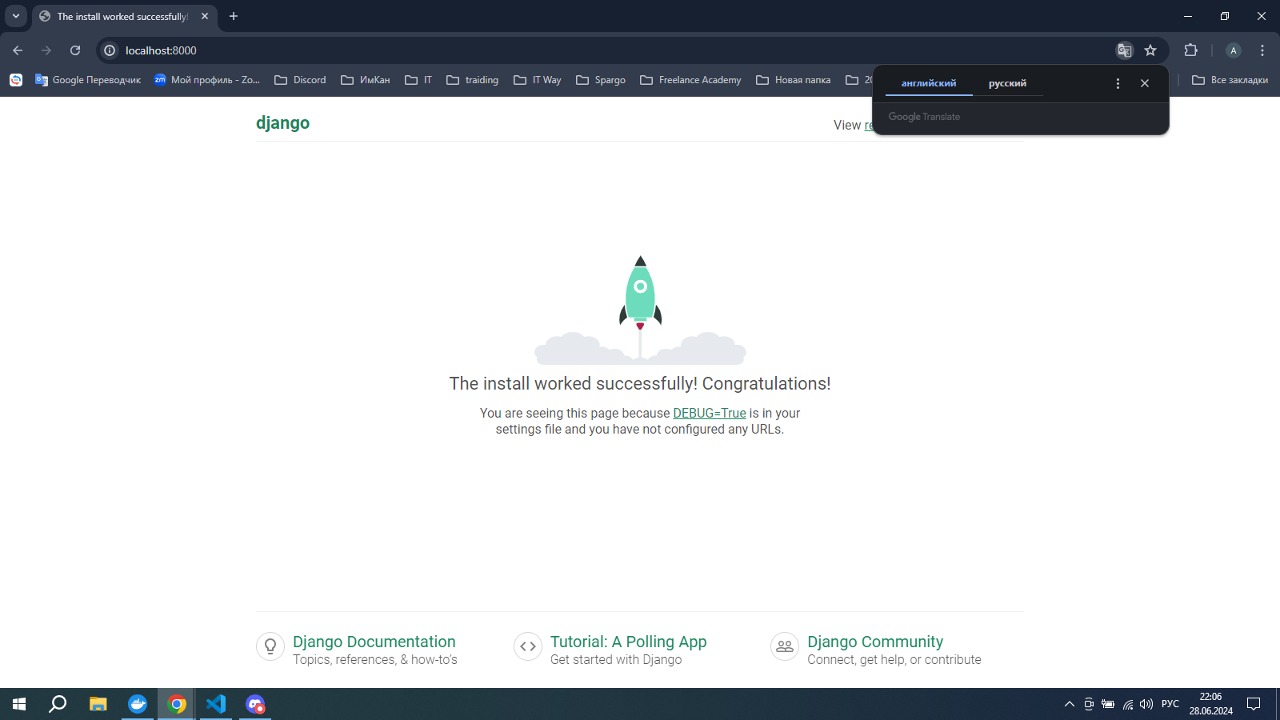 The install worked successfully!
localhost:8000
Google Переводчик
zm
Мой профиль - Zo...
Discord
ИмКан
IT
traiding
IT Way
Spargo
Freelance Academy
Новая папка
20
Все закладки
A
английский
русский
Google Translate
django
View re
The install worked successfully! Congratulations!
You are seeing this page because DEBUG=True is in your
settings file and you have not configured any URLs.
Django Documentation
Topics, references, & how-to's
Tutorial: A Polling App
Get started with Django
Django Community
Connect, get help, or contribute
РУС
22:06
28.06.2024